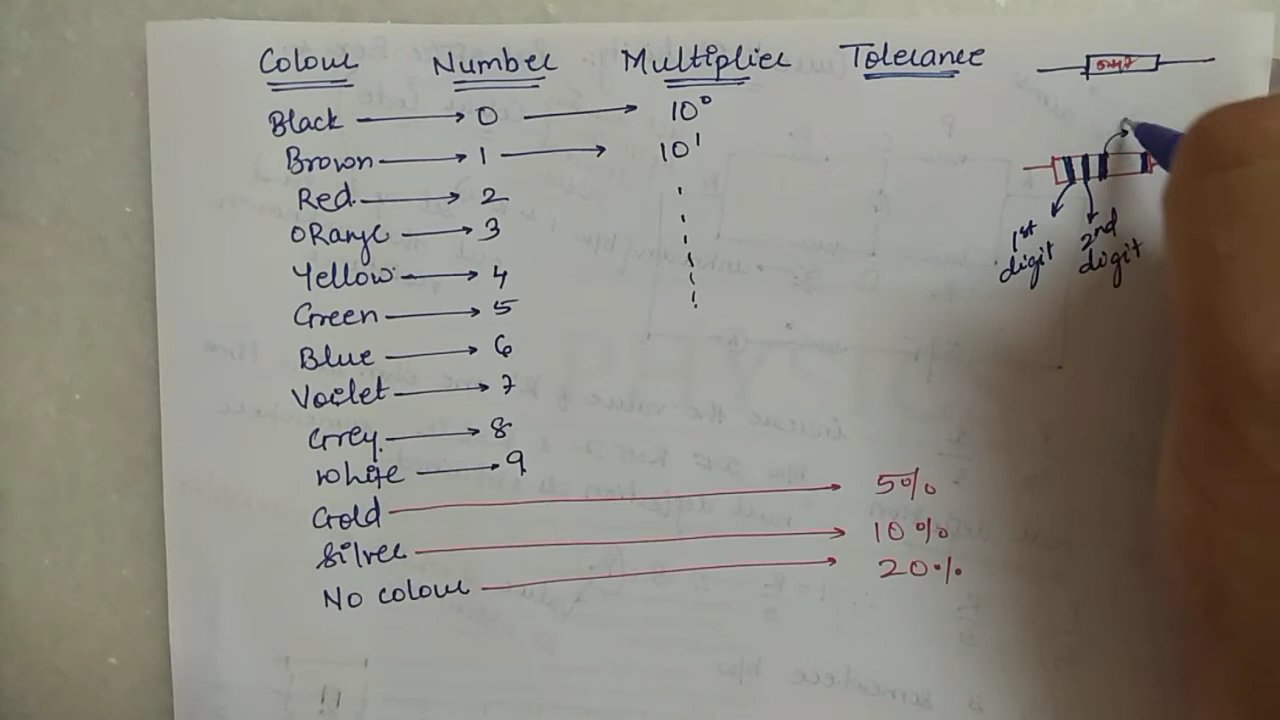 Colour Number Multiplier Tolerance
Black → 0 → 10⁰
Brown → 1 → 10¹
Red → 2
ORange → 3
Yellow → 4
Green → 5
Blue → 6
Voilet → 7
Grey → 8
White → 9
Gold → 5%
Silver → 10%
No colour → 20%
1st digit
2nd digit